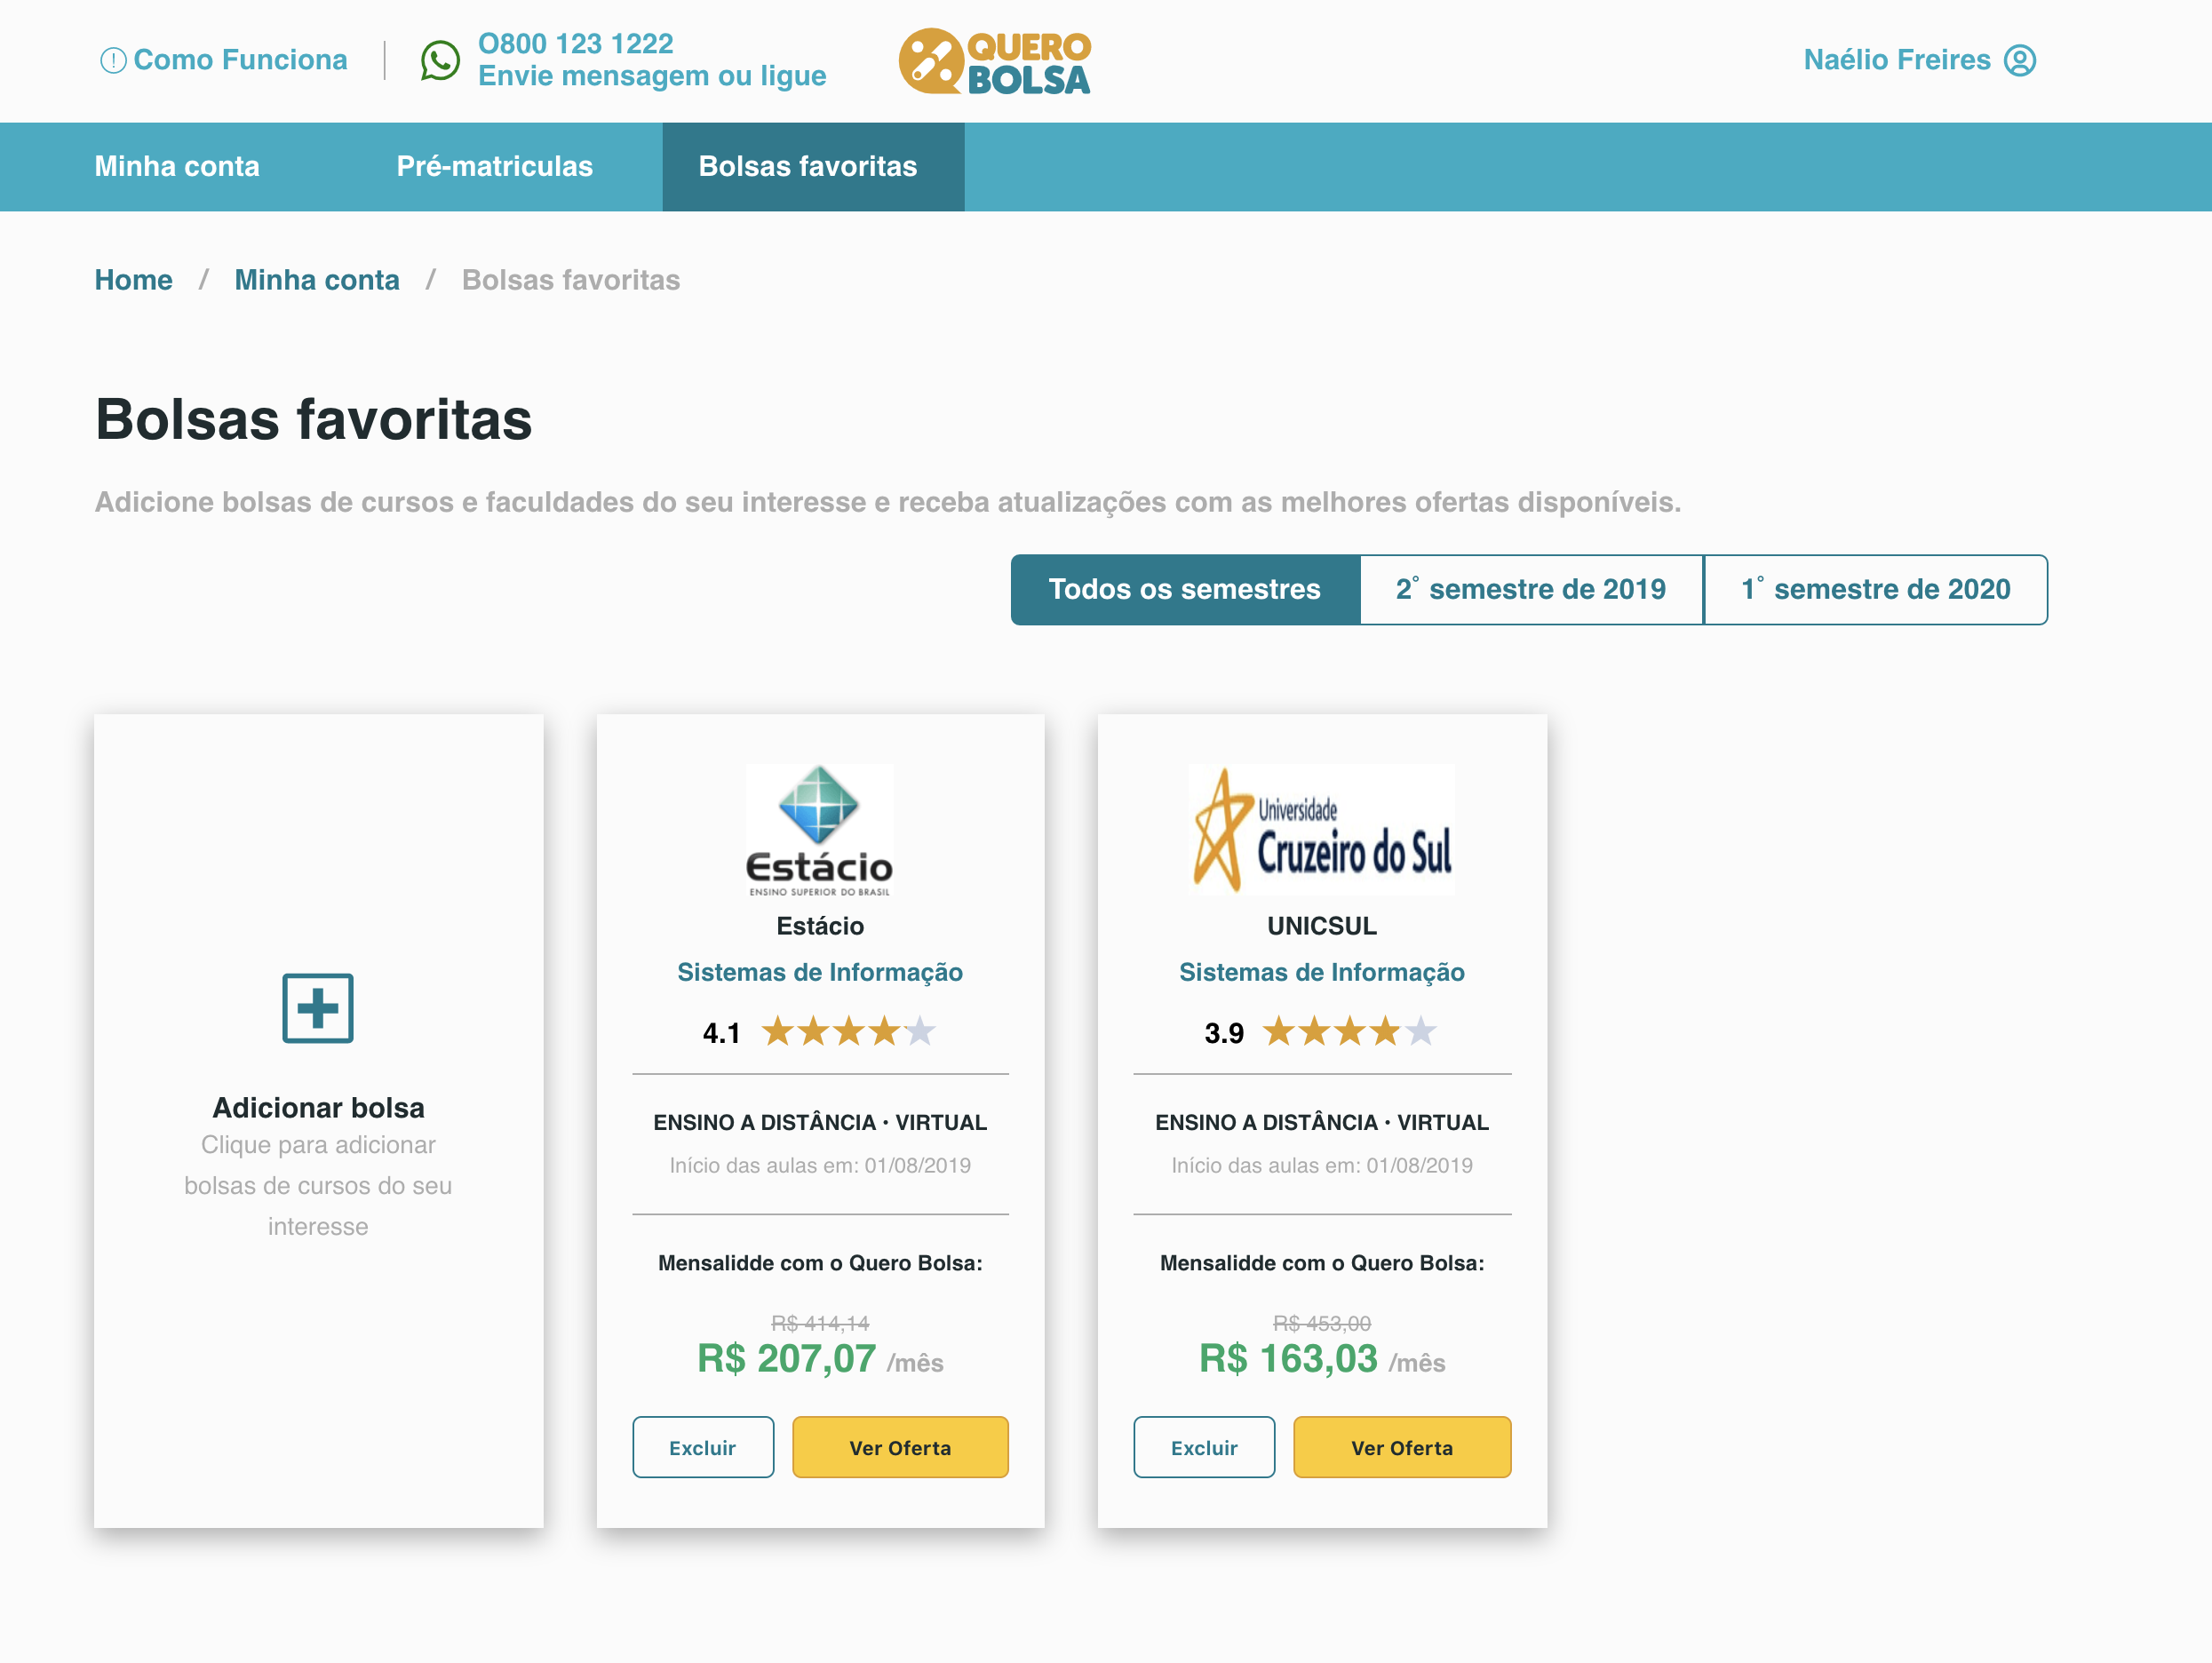 Como Funciona
O800 123 1222
Envie mensagem ou ligue
QUERO
BOLSA
Naélio Freires
Minha conta
Pré-matriculas
Bolsas favoritas
Home / Minha conta / Bolsas favoritas
Bolsas favoritas
Adicione bolsas de cursos e faculdades do seu interesse e receba atualizações com as melhores ofertas disponíveis.
Todos os semestres
2° semestre de 2019
1° semestre de 2020
Adicionar bolsa
Clique para adicionar
bolsas de cursos do seu
interesse
Estácio
ENSINO SUPERIOR DO BRASIL
Estácio
Sistemas de Informação
4.1
ENSINO A DISTÂNCIA • VIRTUAL
Início das aulas em: 01/08/2019
Mensalidde com o Quero Bolsa:
R$ 414,14
R$ 207,07 /mês
Excluir
Ver Oferta
Universidade
Cruzeiro do Sul
UNICSUL
Sistemas de Informação
3.9
ENSINO A DISTÂNCIA • VIRTUAL
Início das aulas em: 01/08/2019
Mensalidde com o Quero Bolsa:
R$ 453,00
R$ 163,03 /mês
Excluir
Ver Oferta